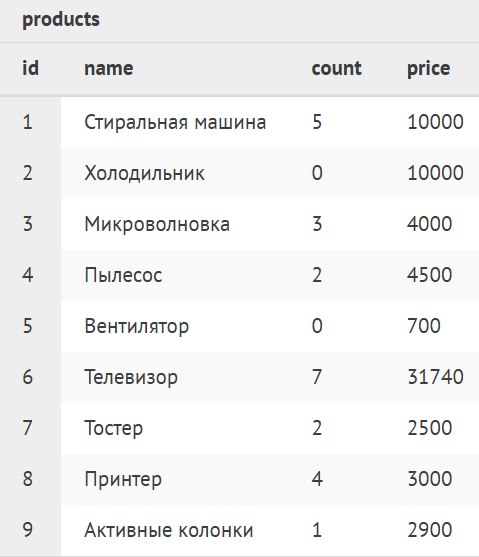 products
id name count price
1 Стиральная машина 5 10000
2 Холодильник 0 10000
3 Микроволновка 3 4000
4 Пылесос 2 4500
5 Вентилятор 0 700
6 Телевизор 7 31740
7 Тостер 2 2500
8 Принтер 4 3000
9 Активные колонки 1 2900